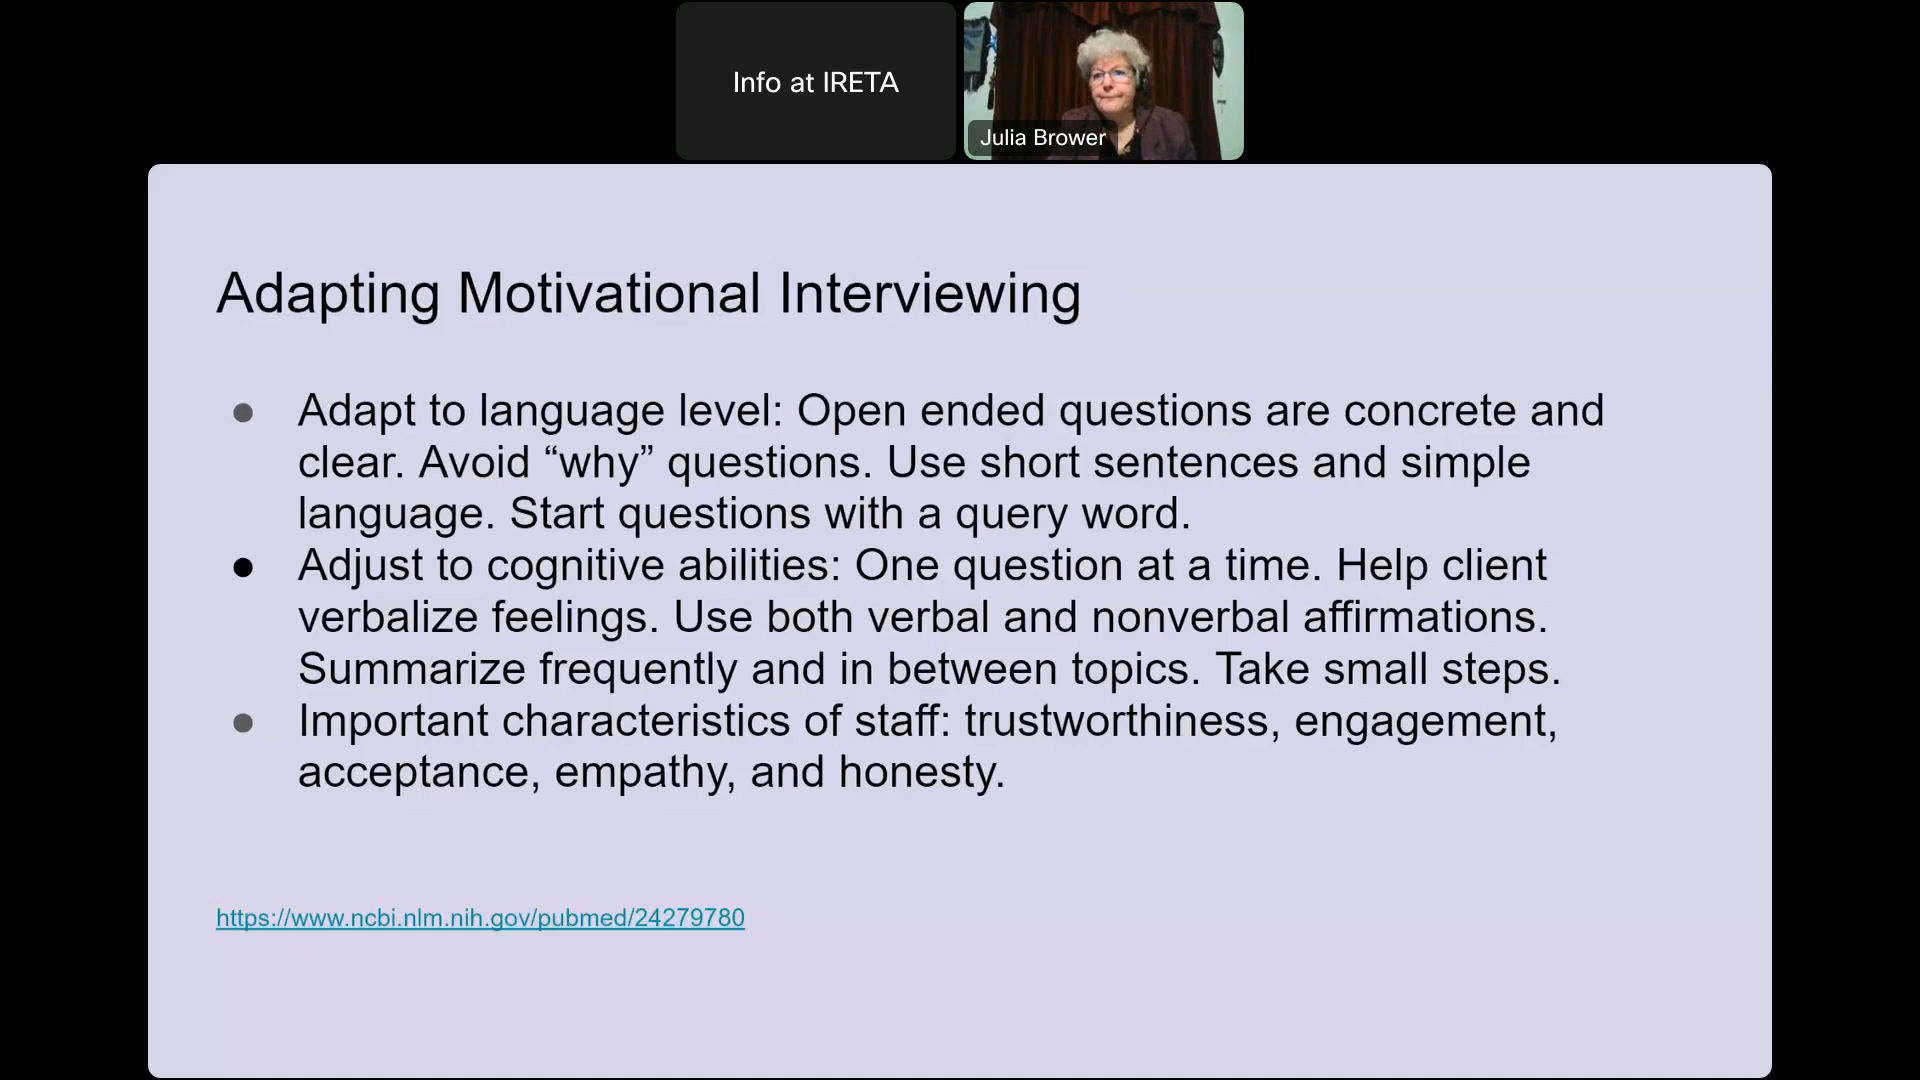 Info at IRETA
Julia Brower
Adapting Motivational Interviewing
● Adapt to language level: Open ended questions are concrete and
clear. Avoid “why” questions. Use short sentences and simple
language. Start questions with a query word.
● Adjust to cognitive abilities: One question at a time. Help client
verbalize feelings. Use both verbal and nonverbal affirmations.
Summarize frequently and in between topics. Take small steps.
● Important characteristics of staff: trustworthiness, engagement,
acceptance, empathy, and honesty.
https://www.ncbi.nlm.nih.gov/pubmed/24279780